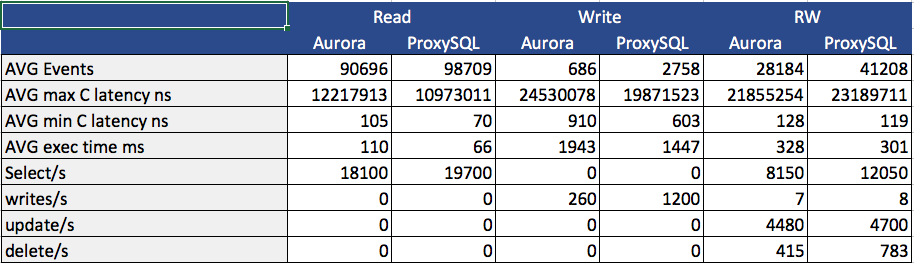 Read Write RW
Aurora ProxySQL Aurora ProxySQL Aurora ProxySQL
AVG Events 90696 98709 686 2758 28184 41208
AVG max C latency ns 12217913 10973011 24530078 19871523 21855254 23189711
AVG min C latency ns 105 70 910 603 128 119
AVG exec time ms 110 66 1943 1447 328 301
Select/s 18100 19700 0 0 8150 12050
writes/s 0 0 260 1200 7 8
update/s 0 0 0 0 4480 4700
delete/s 0 0 0 0 415 783